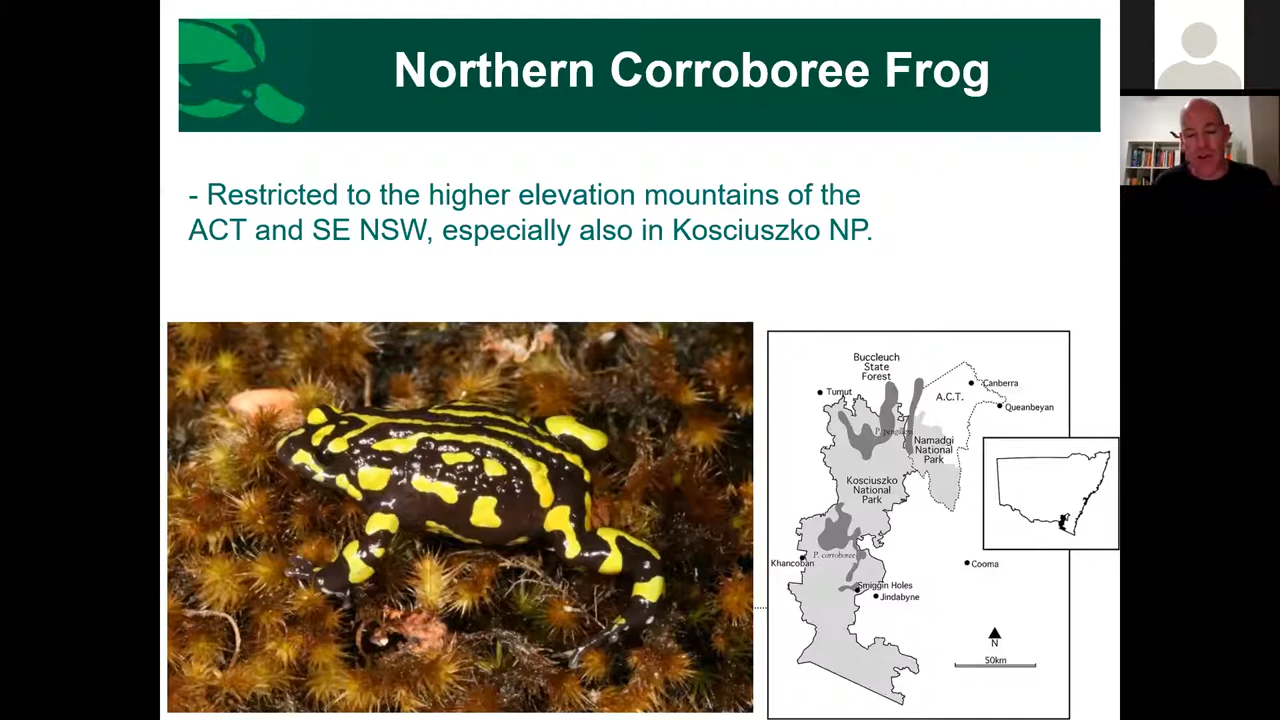 Northern Corroboree Frog
- Restricted to the higher elevation mountains of the
ACT and SE NSW, especially also in Kosciuszko NP.
Buccleuch
State
Forest
Tumut
Canberra
A.C.T.
Queanbeyan
P. pengilleyi
Namadgi
National
Park
Kosciuszko
National
Park
P. corroboree
Khancoban
Cooma
Smiggin Holes
Jindabyne
N
50km